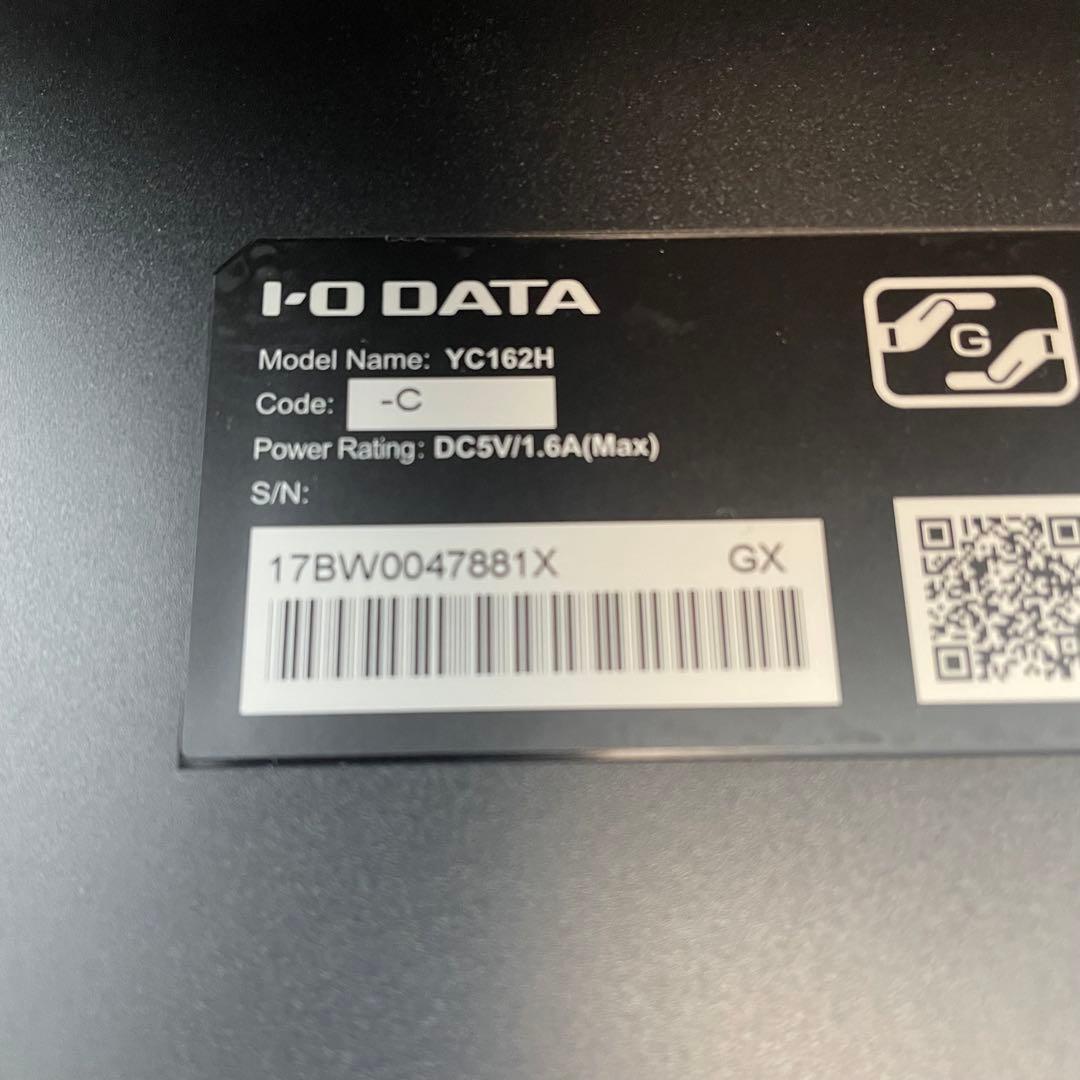 I-O DATA
Model Name: YC162H
Code: -C
Power Rating: DC5V/1.6A(Max)
S/N:
17BW0047881X GX
G